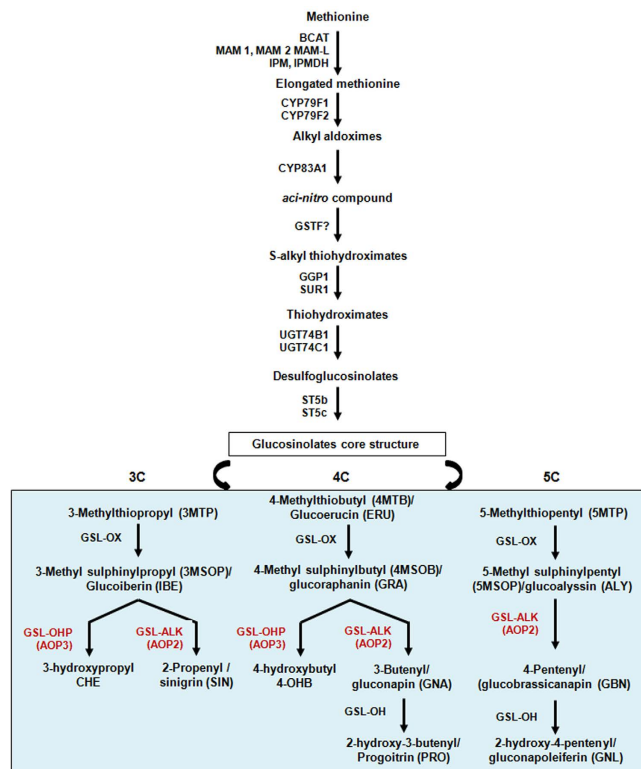 Methionine
BCAT
MAM 1, MAM 2 MAM-L
IPM, IPMDH
Elongated methionine
CYP79F1
CYP79F2
Alkyl aldoximes
CYP83A1
aci-nitro compound
GSTF?
S-alkyl thiohydroximates
GGP1
SUR1
Thiohydroximates
UGT74B1
UGT74C1
Desulfoglucosinolates
ST5b
ST5c
Glucosinolates core structure
3C
4C
5C
3-Methylthiopropyl (3MTP)
GSL-OX
3-Methyl sulphinylpropyl (3MSOP)/
Glucoiberin (IBE)
GSL-OHP
(AOP3)
GSL-ALK
(AOP2)
3-hydroxypropyl
CHE
2-Propenyl /
sinigrin (SIN)
4-Methylthiobutyl (4MTB)/
Glucoerucin (ERU)
GSL-OX
4-Methyl sulphinylbutyl (4MSOB)/
glucoraphanin (GRA)
GSL-OHP
(AOP3)
GSL-ALK
(AOP2)
4-hydroxybutyl
4-OHB
3-Butenyl/
gluconapin (GNA)
GSL-OH
2-hydroxy-3-butenyl/
Progoitrin (PRO)
5-Methylthiopentyl (5MTP)
GSL-OX
5-Methyl sulphinylpentyl
(5MSOP)/glucoalyssin (ALY)
GSL-ALK
(AOP2)
4-Pentenyl/
/glucobrassicanapin (GBN)
GSL-OH
2-hydroxy-4-pentenyl/
gluconapoleiferin (GNL)